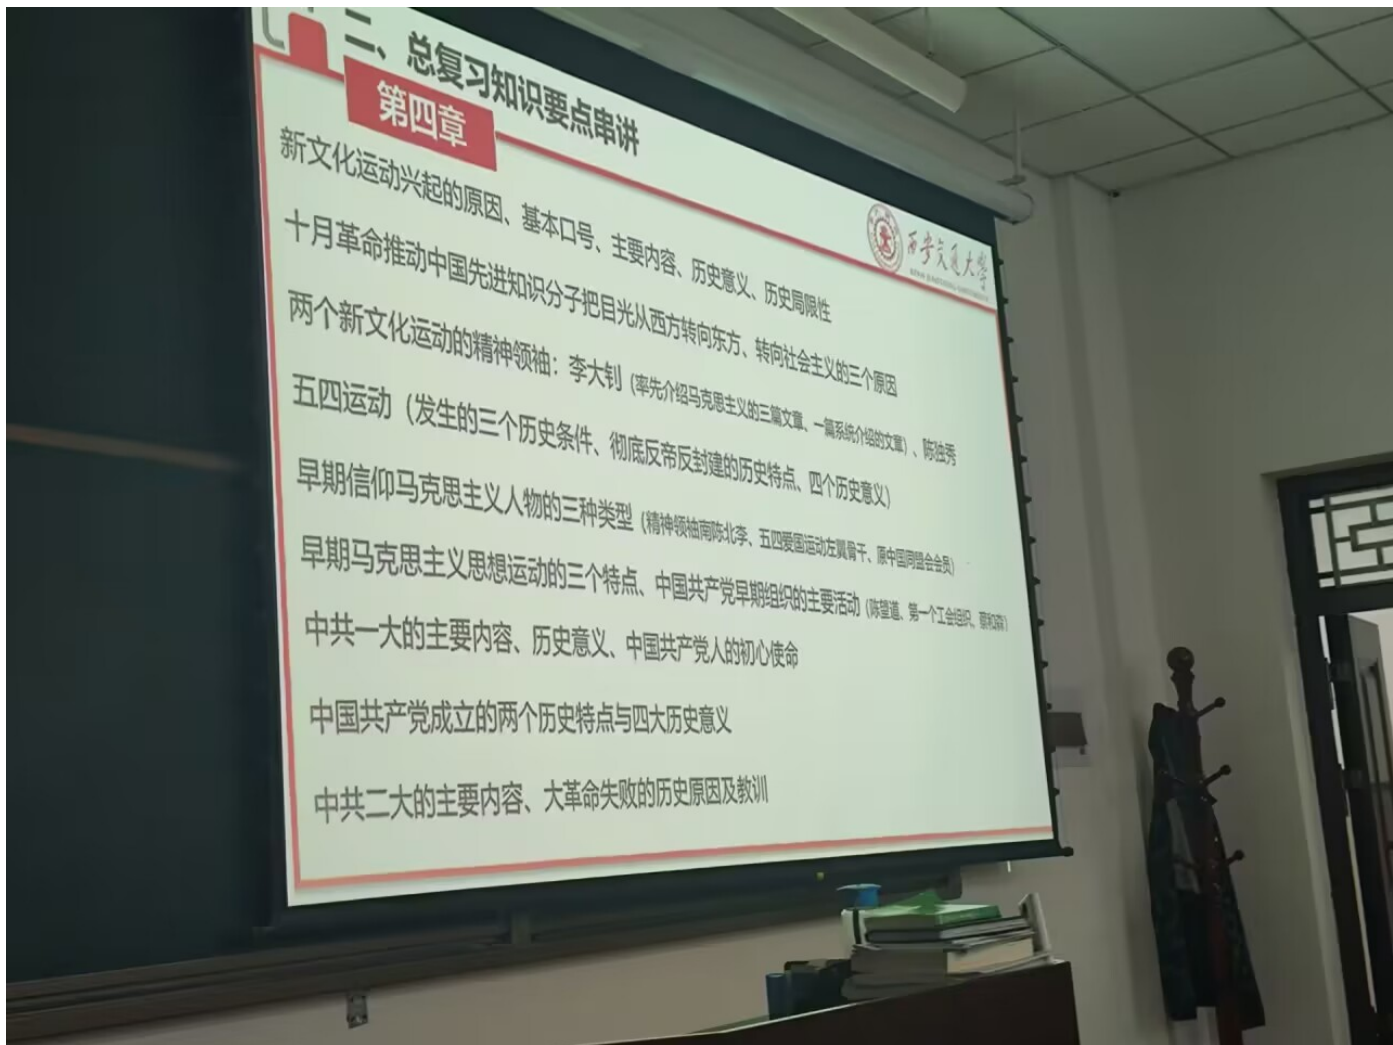 二、总复习知识要点串讲
第四章
西安交通大学
新文化运动兴起的原因、基本口号、主要内容、历史意义、历史局限性
十月革命推动中国先进知识分子把目光从西方转向东方、转向社会主义的三个原因
两个新文化运动的精神领袖：李大钊（率先介绍马克思主义的三篇文章、一篇系统介绍的文章）、陈独秀
五四运动（发生的三个历史条件、彻底反帝反封建的历史特点、四个历史意义）
早期信仰马克思主义人物的三种类型（精神领袖南陈北李、五四爱国运动左翼骨干、原中国同盟会会员）
早期马克思主义思想运动的三个特点、中国共产党早期组织的主要活动（陈望道、第一个工会组织、蔡和森）
中共一大的主要内容、历史意义、中国共产党人的初心使命
中国共产党成立的两个历史特点与四大历史意义
中共二大的主要内容、大革命失败的历史原因及教训